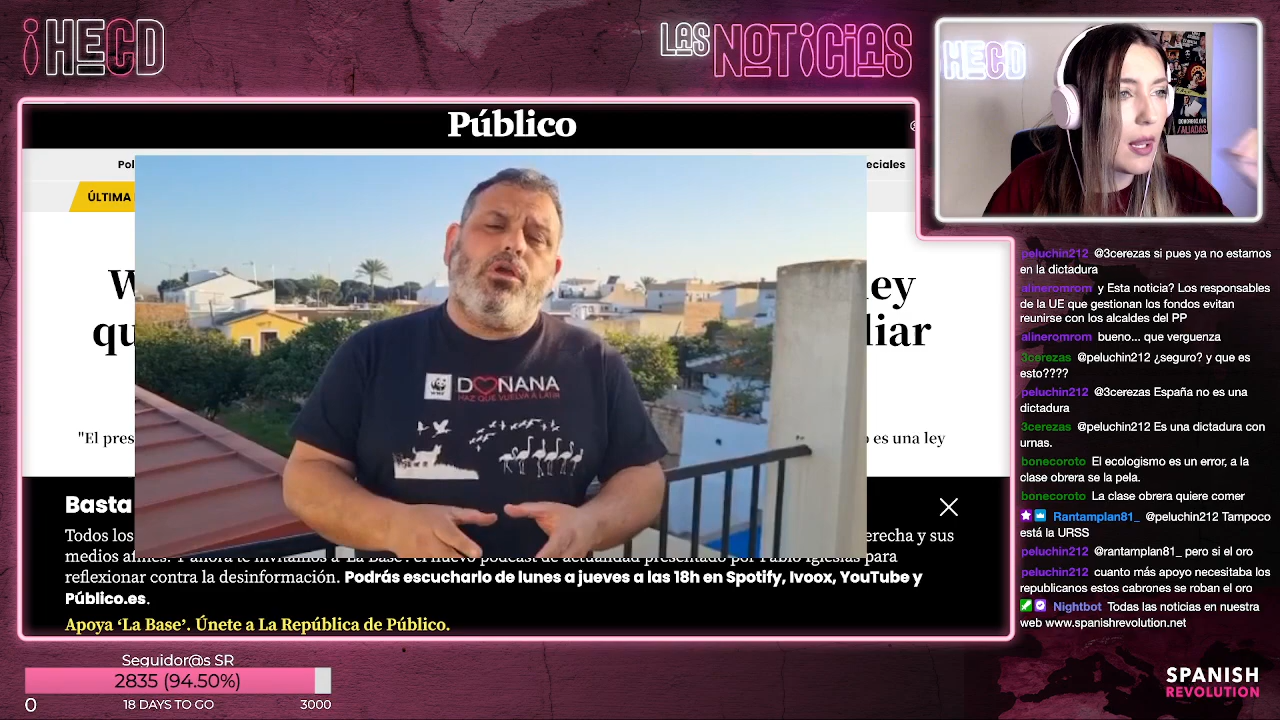 ¡HECD
LAS NOTICIAS
HECD
DONORDAS.ORG
/ALIADAS
Público
Pol
eciales
ÚLTIMA
W
ley
qu
liar
"El pres
o es una ley
WWF
DOÑANA
HAZ QUE VUELVA A LATIR
Basta
Todos los
erecha y sus
medios afines. Y ahora te invitamos a 'La Base': el nuevo podcast de actualidad presentado por Pablo Iglesias para
reflexionar contra la desinformación. Podrás escucharlo de lunes a jueves a las 18h en Spotify, Ivoox, YouTube y
Público.es.
Apoya ‘La Base’. Únete a La República de Público.
peluchin212 @3cerezas si pues ya no estamos
en la dictadura
alineromrom y Esta noticia? Los responsables
de la UE que gestionan los fondos evitan
reunirse con los alcaldes del PP
alineromrom bueno... que verguenza
3cerezas @peluchin212 ¿seguro? y que es
esto????
peluchin212 @3cerezas España no es una
dictadura
3cerezas @peluchin212 Es una dictadura con
urnas.
bonecoroto El ecologismo es un error, a la
clase obrera se la pela.
bonecoroto La clase obrera quiere comer
Rantamplan81_ @peluchin212 Tampoco
está la URSS
peluchin212 @rantamplan81_ pero si el oro
peluchin212 cuanto más apoyo necesitaba los
republicanos estos cabrones se roban el oro
Nightbot Todas las noticias en nuestra
web www.spanishrevolution.net
Seguidor@s SR
2835 (94.50%)
0
18 DAYS TO GO
3000
SPANISH
REVOLUTION